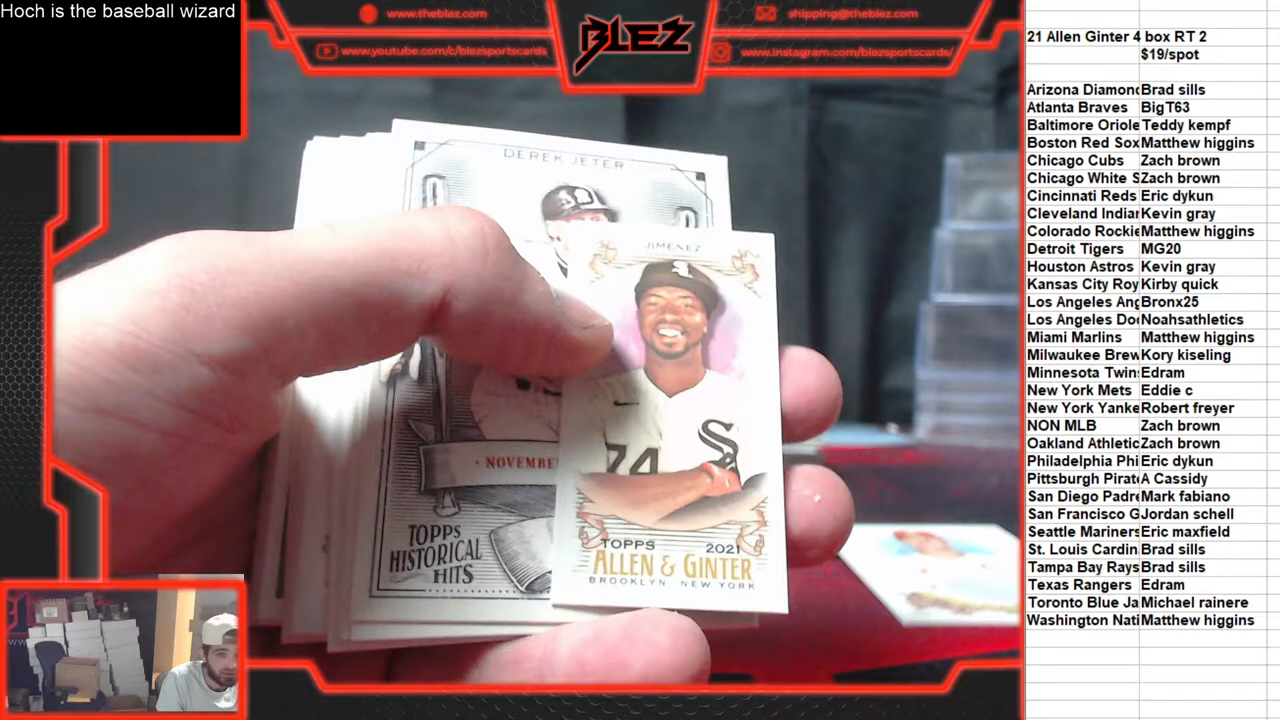 Hoch is the baseball wizard
www.theblez.com
shipping@theblez.com
www.youtube.com/c/blezsportscards
www.instagram.com/blezsportscards/
BLEZ
21 Allen Ginter 4 box RT 2
$19/spot
Arizona Diamond Brad sills
Atlanta Braves BigT63
Baltimore Oriole Teddy kempf
Boston Red Sox Matthew higgins
Chicago Cubs Zach brown
Chicago White S Zach brown
Cincinnati Reds Eric dykun
Cleveland Indian Kevin gray
Colorado Rockie Matthew higgins
Detroit Tigers MG20
Houston Astros Kevin gray
Kansas City Roy Kirby quick
Los Angeles Ang Bronx25
Los Angeles Dod Noahsathletics
Miami Marlins Matthew higgins
Milwaukee Brew Kory kiseling
Minnesota Twins Edram
New York Mets Eddie c
New York Yanke Robert freyer
NON MLB Zach brown
Oakland Athletic Zach brown
Philadelphia Phi Eric dykun
Pittsburgh Pirate A Cassidy
San Diego Padre Mark fabiano
San Francisco G Jordan schell
Seattle Mariners Eric maxfield
St. Louis Cardin Brad sills
Tampa Bay Rays Brad sills
Texas Rangers Edram
Toronto Blue Ja Michael rainere
Washington Nati Matthew higgins
DEREK JETER
NOVEMBE
TOPPS
HISTORICAL
HITS
JIMENEZ
S
74
TOPPS 2021
ALLEN & GINTER
BROOKLYN NEW YORK